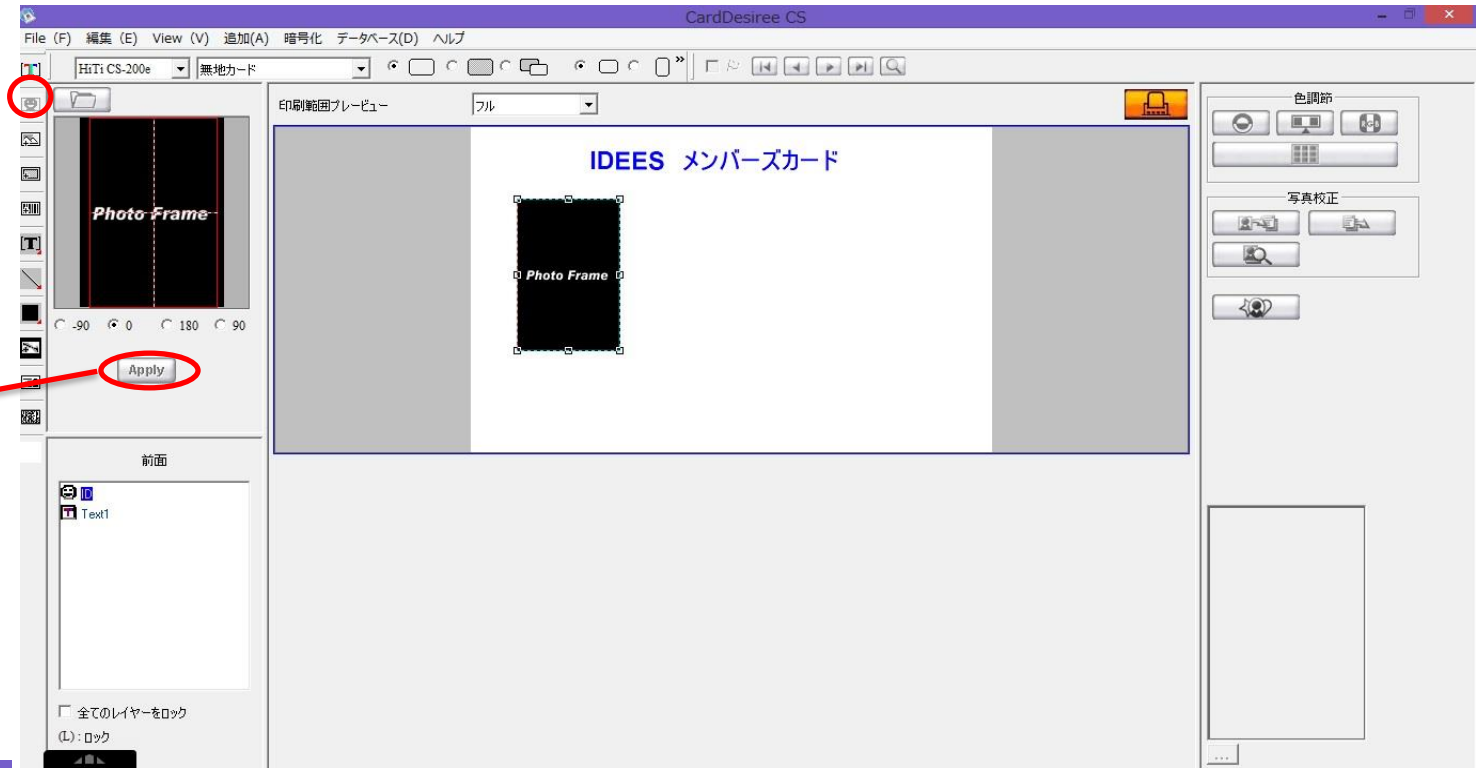 CardDesiree CS
File (F) 編集 (E) View (V) 追加(A) 暗号化 データベース(D) ヘルプ
[T] HiTi CS-200e 無地カード
印刷範囲プレービュー フル
色調節
RGB
IDEES メンバーズカード
Photo Frame
Photo Frame
写真校正
-90 0 180 90
Apply
前面
ID
Text1
全てのレイヤーをロック
(L) : ロック
...